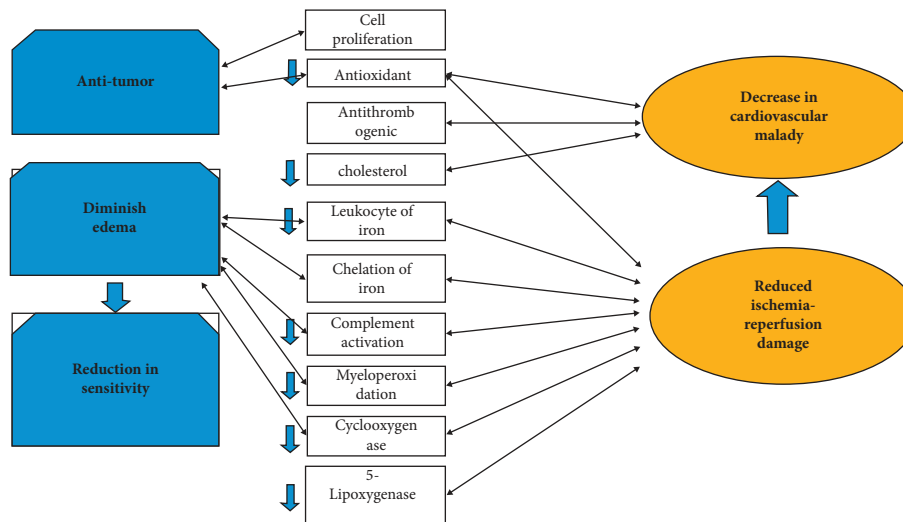 Anti-tumor
Diminish
edema
Reduction in
sensitivity
Cell
proliferation
Antioxidant
Antithromb
ogenic
cholesterol
Leukocyte of
iron
Chelation of
iron
Complement
activation
Myeloperoxi
dation
Cyclooxygen
ase
5-
Lipoxygenase
Decrease in
cardiovascular
malady
Reduced
ischemia-
reperfusion
damage